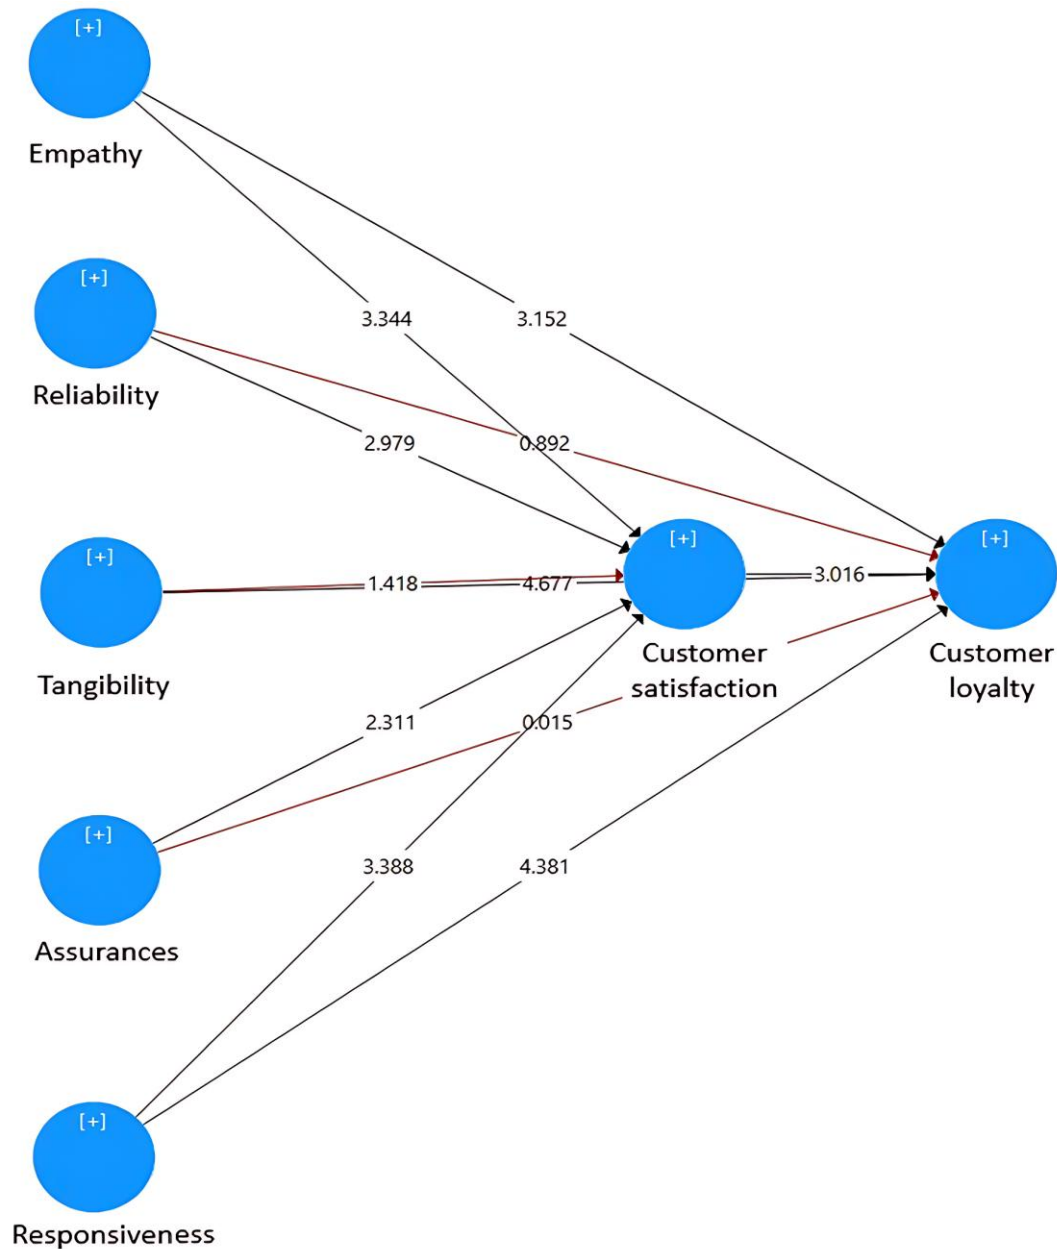 [+]
Empathy
[+]
Reliability
3.344
3.152
2.979
0.892
[+]
Tangibility
1.418
4.677
[+]
Customer
satisfaction
3.016
[+]
Customer
loyalty
2.311
0.015
[+]
Assurances
3.388
4.381
[+]
Responsiveness